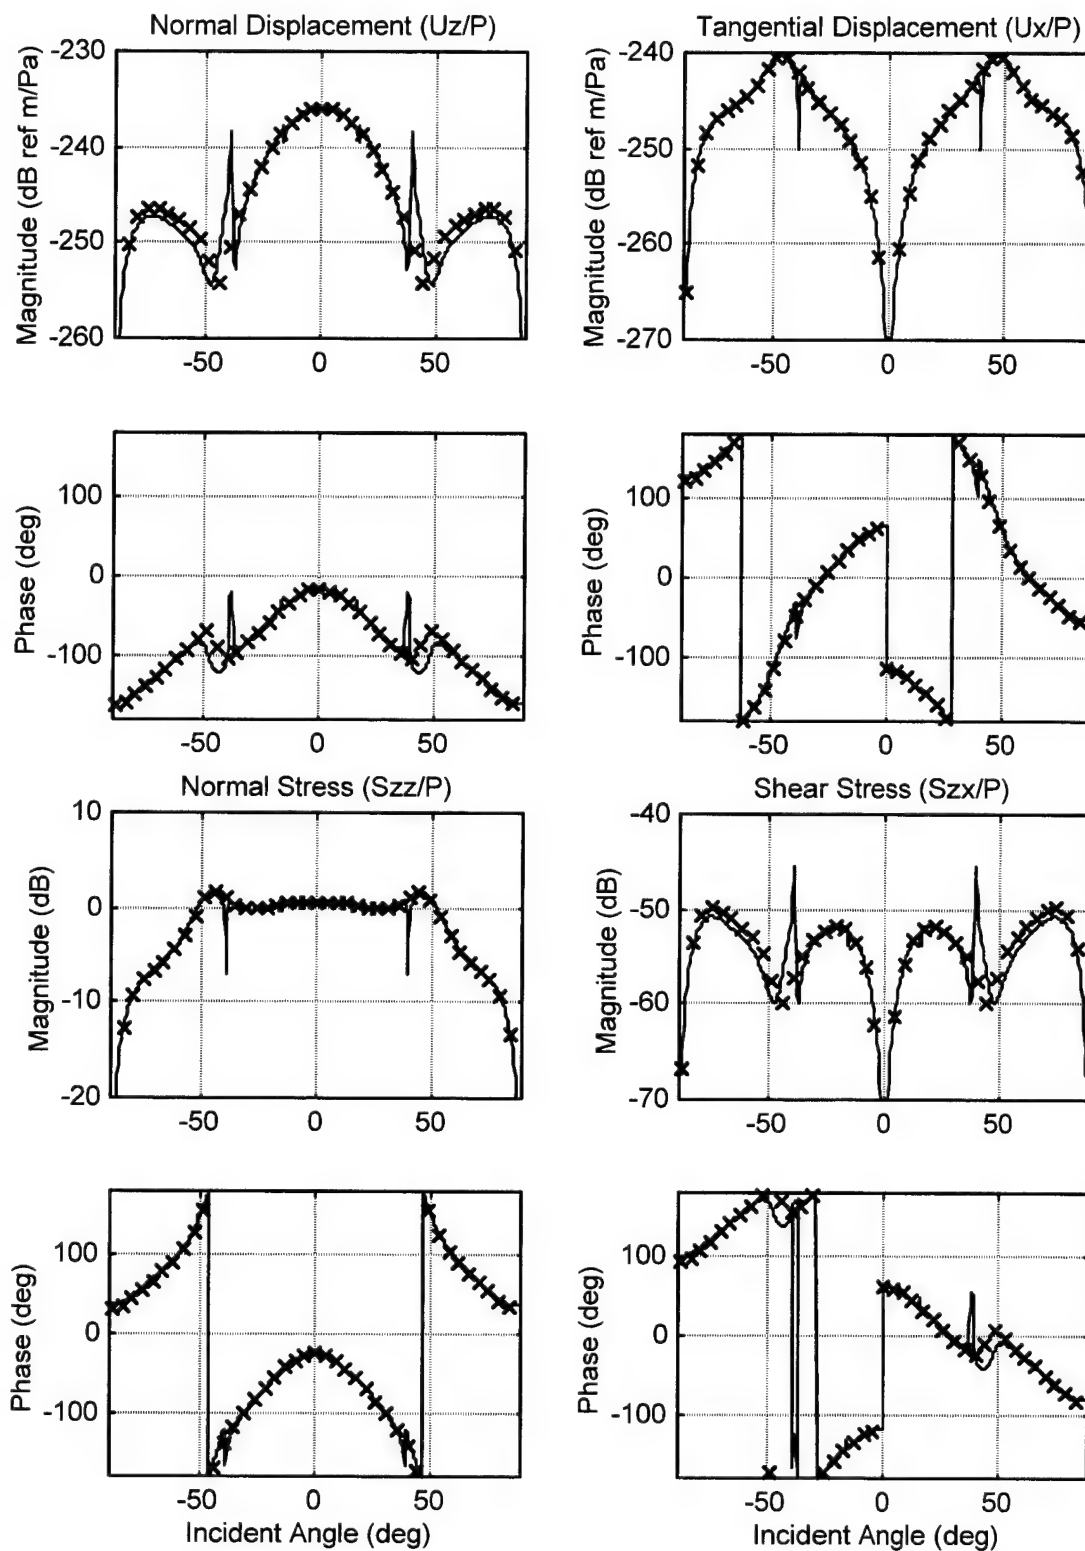 Normal Displacement (Uz/P)
Tangential Displacement (Ux/P)
Magnitude (dB ref m/Pa)
-230
-240
-250
-260
-50 0 50
Magnitude (dB ref m/Pa)
-240
-250
-260
-270
-50 0 50
Phase (deg)
100
0
-100
-50 0 50
Phase (deg)
100
0
-100
-50 0 50
Normal Stress (Szz/P)
Shear Stress (Szx/P)
Magnitude (dB)
10
0
-10
-20
-50 0 50
Magnitude (dB)
-40
-50
-60
-70
-50 0 50
Phase (deg)
100
0
-100
-50 0 50
Incident Angle (deg)
Phase (deg)
100
0
-100
-50 0 50
Incident Angle (deg)